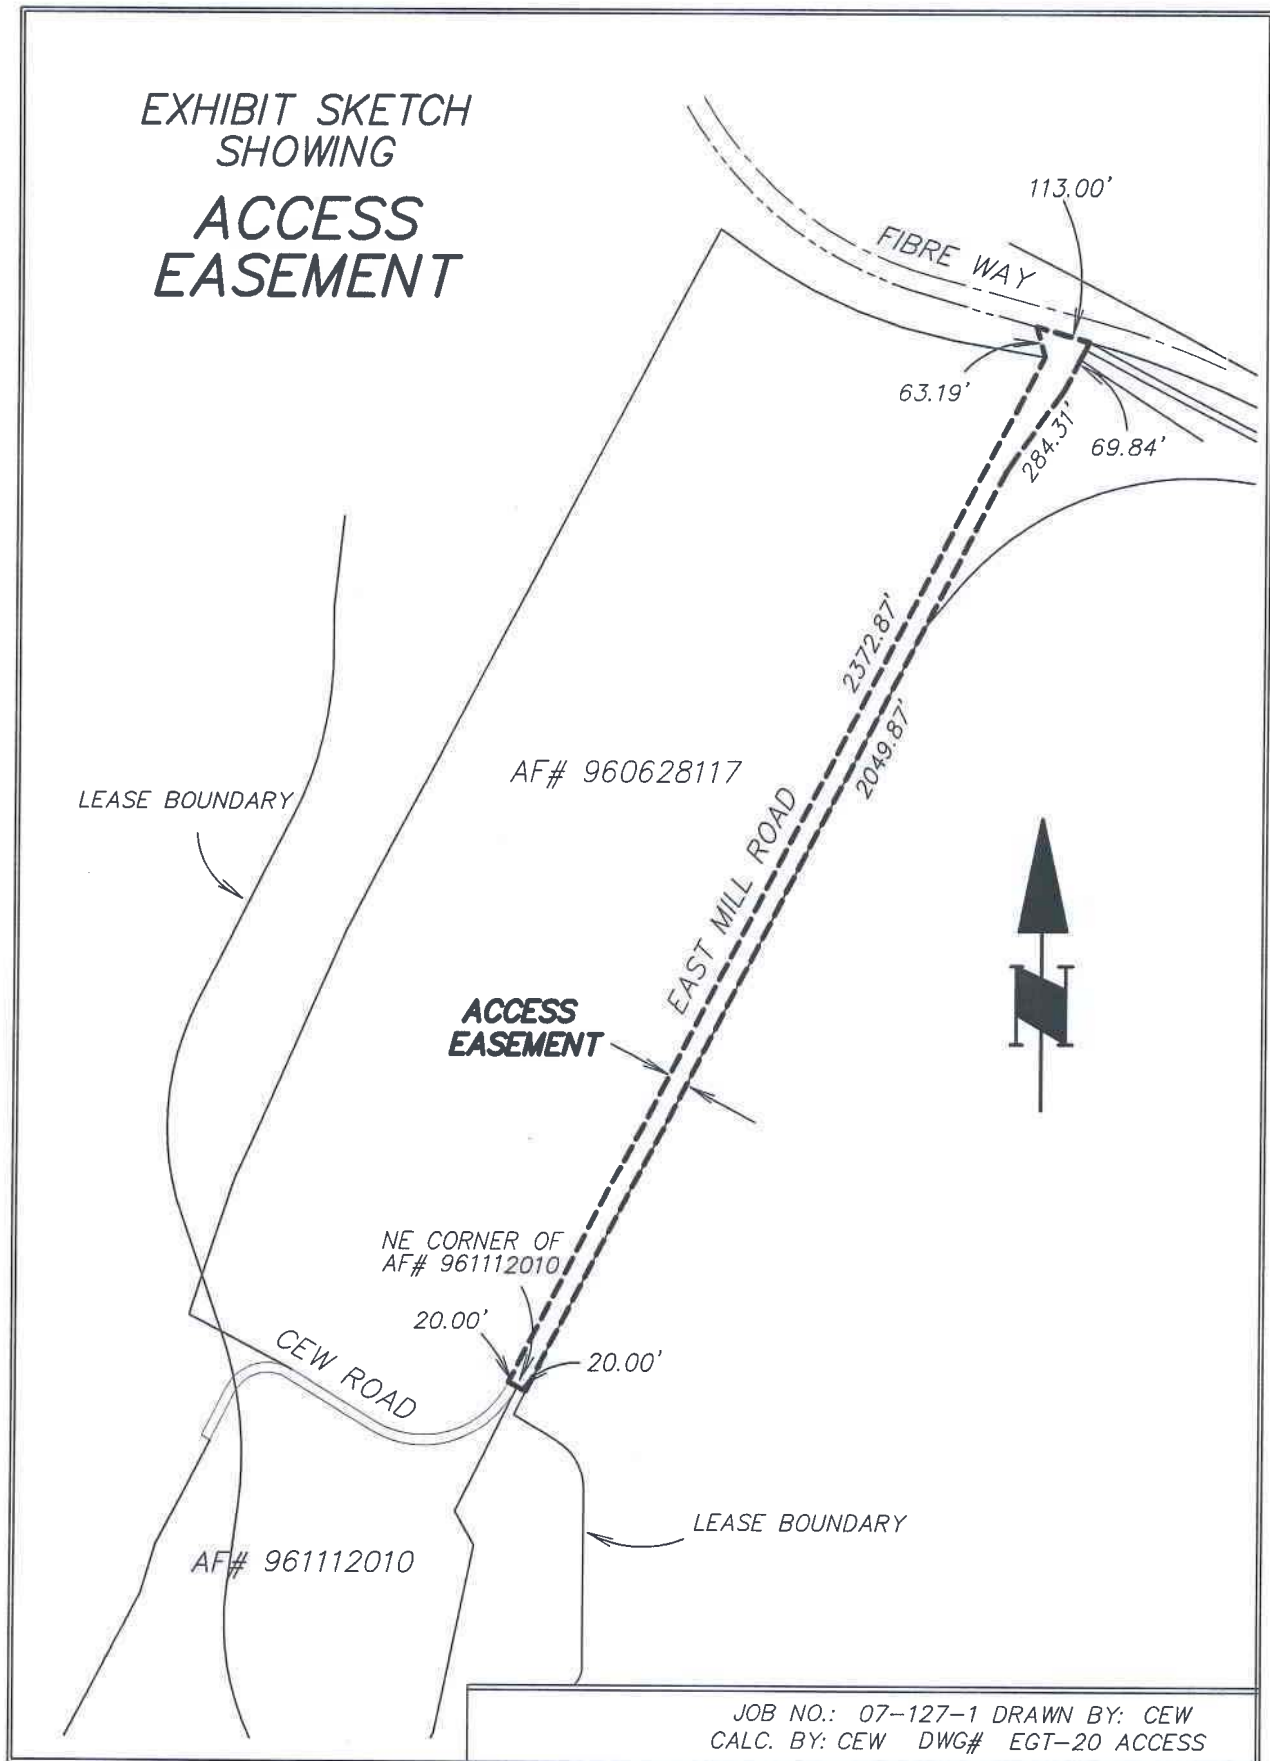 EXHIBIT SKETCH
SHOWING
ACCESS
EASEMENT
113.00'
FIBRE WAY
63.19'
69.84'
284.31'
2372.87'
2049.87'
AF# 960628117
LEASE BOUNDARY
EAST MILL ROAD
N
ACCESS
EASEMENT
NE CORNER OF
AF# 961112010
20.00'
20.00'
CEW ROAD
LEASE BOUNDARY
AF# 961112010
JOB NO.: 07-127-1 DRAWN BY: CEW
CALC. BY: CEW DWG# EGT-20 ACCESS